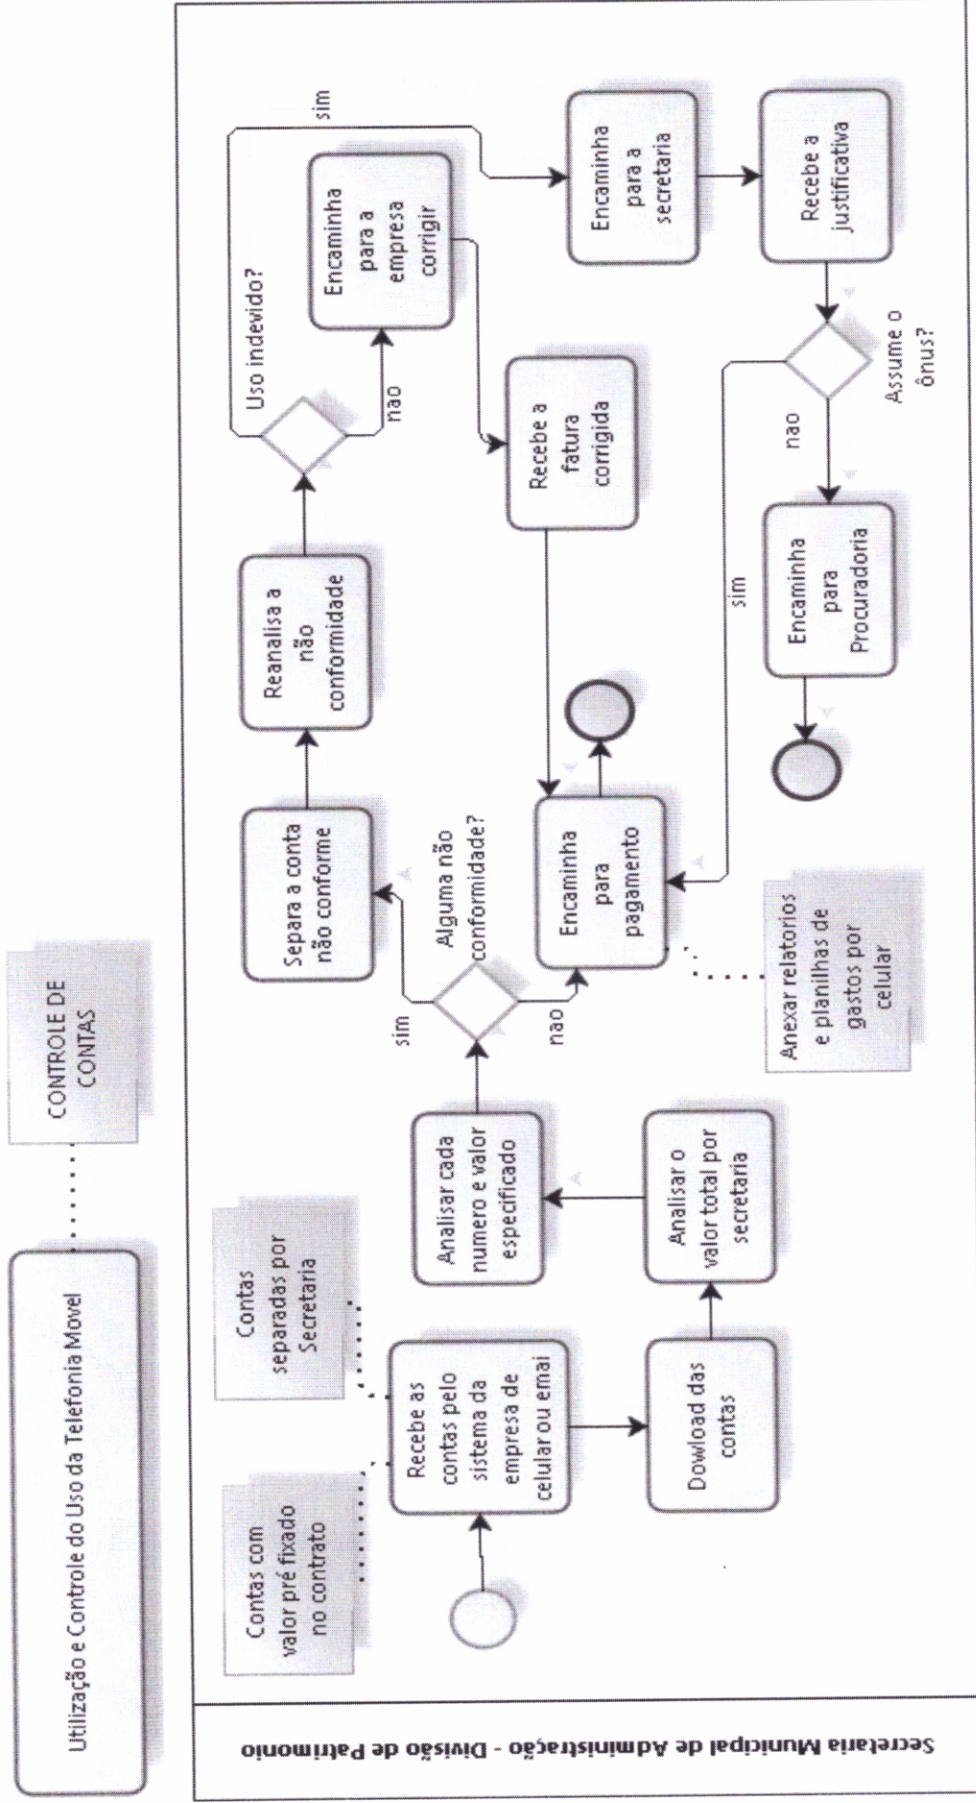 Utilização e Controle do Uso da Telefonia Movel
CONTROLE DE
CONTAS
Secretaria Municipal de Administração - Divisão de Patrimonio
Contas com
valor pré fixado
no contrato
Contas
separadas por
Secretaria
Recebe as
contas pelo
sistema da
empresa de
celular ou emai
Dowload das
contas
Analisar o
valor total por
secretaria
Analisar cada
numero e valor
especificado
Alguma não
conformidade?
sim
nao
Separa a conta
não conforme
Reanalisa a
não
conformidade
Uso indevido?
sim
nao
Encaminha
para a
empresa
corrigir
Recebe a
fatura
corrigida
Encaminha
para
pagamento
Anexar relatorios
e planilhas de
gastos por
celular
Encaminha
para a
secretaria
Recebe a
justificativa
Assume o
ônus?
sim
nao
Encaminha
para
Procuradoria